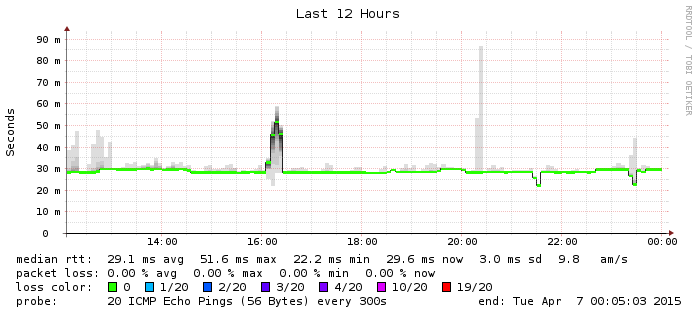 Last 12 Hours
RRDTOOL / TOBI OETIKER
Seconds
90 m
80 m
70 m
60 m
50 m
40 m
30 m
20 m
10 m
0
14:00 16:00 18:00 20:00 22:00 00:00
median rtt: 29.1 ms avg 51.6 ms max 22.2 ms min 29.6 ms now 3.0 ms sd 9.8 am/s
packet loss: 0.00 % avg 0.00 % max 0.00 % min 0.00 % now
loss color: 0 1/20 2/20 3/20 4/20 10/20 19/20
probe: 20 ICMP Echo Pings (56 Bytes) every 300s end: Tue Apr 7 00:05:03 2015